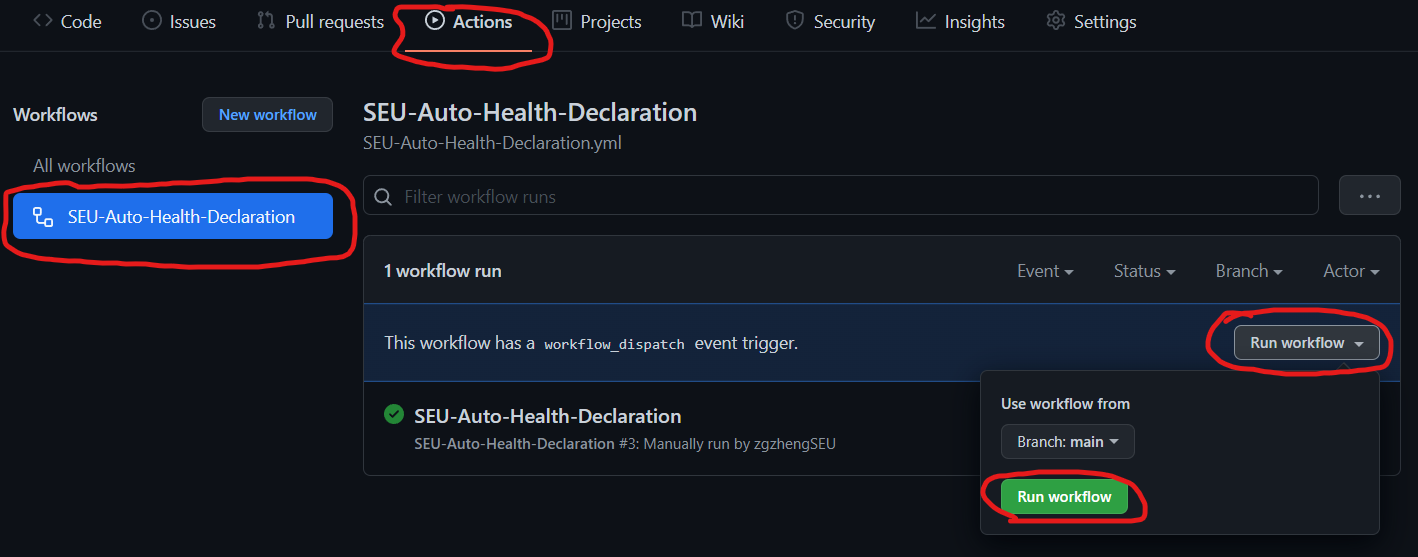 Code Issues Pull requests Actions Projects Wiki Security Insights Settings
Workflows
New workflow
All workflows
SEU-Auto-Health-Declaration
SEU-Auto-Health-Declaration
SEU-Auto-Health-Declaration.yml
Filter workflow runs
...
1 workflow run
Event Status Branch Actor
This workflow has a workflow_dispatch event trigger.
Run workflow
SEU-Auto-Health-Declaration
SEU-Auto-Health-Declaration #3: Manually run by zgzhengSEU
Use workflow from
Branch: main
Run workflow